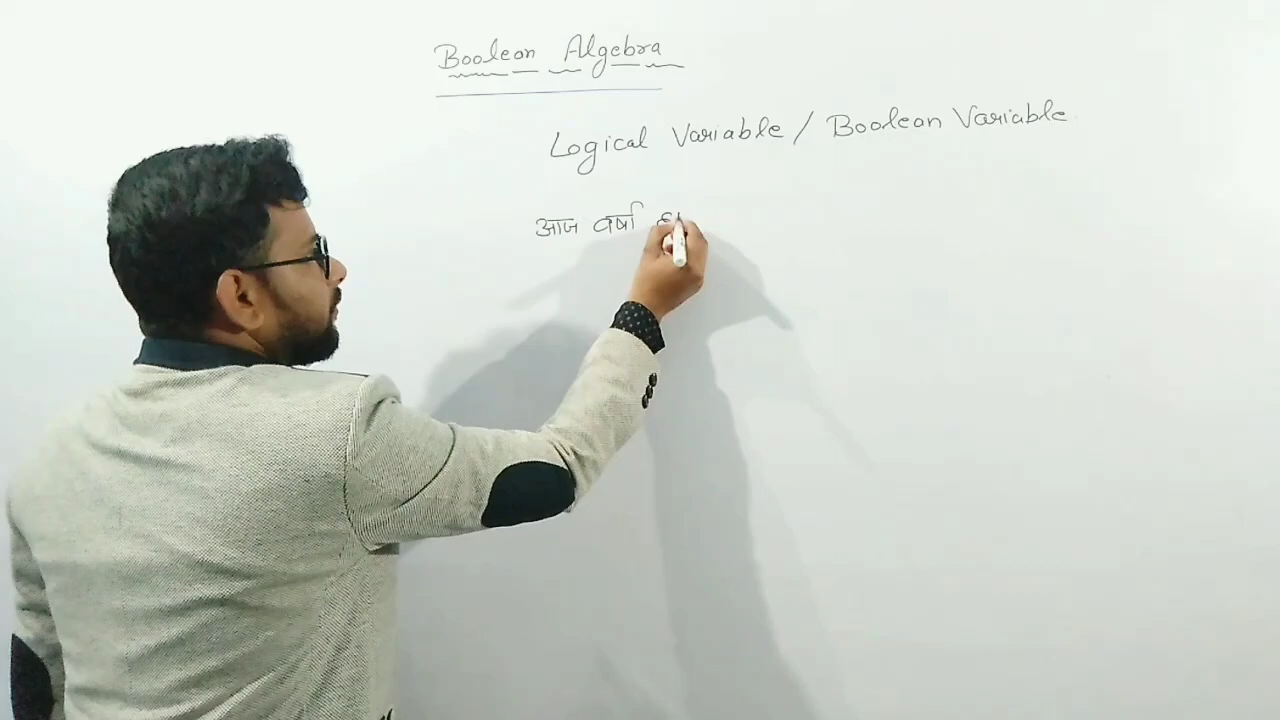 Boolean Algebra
Logical Variable / Boolean Variable
आज वर्षा